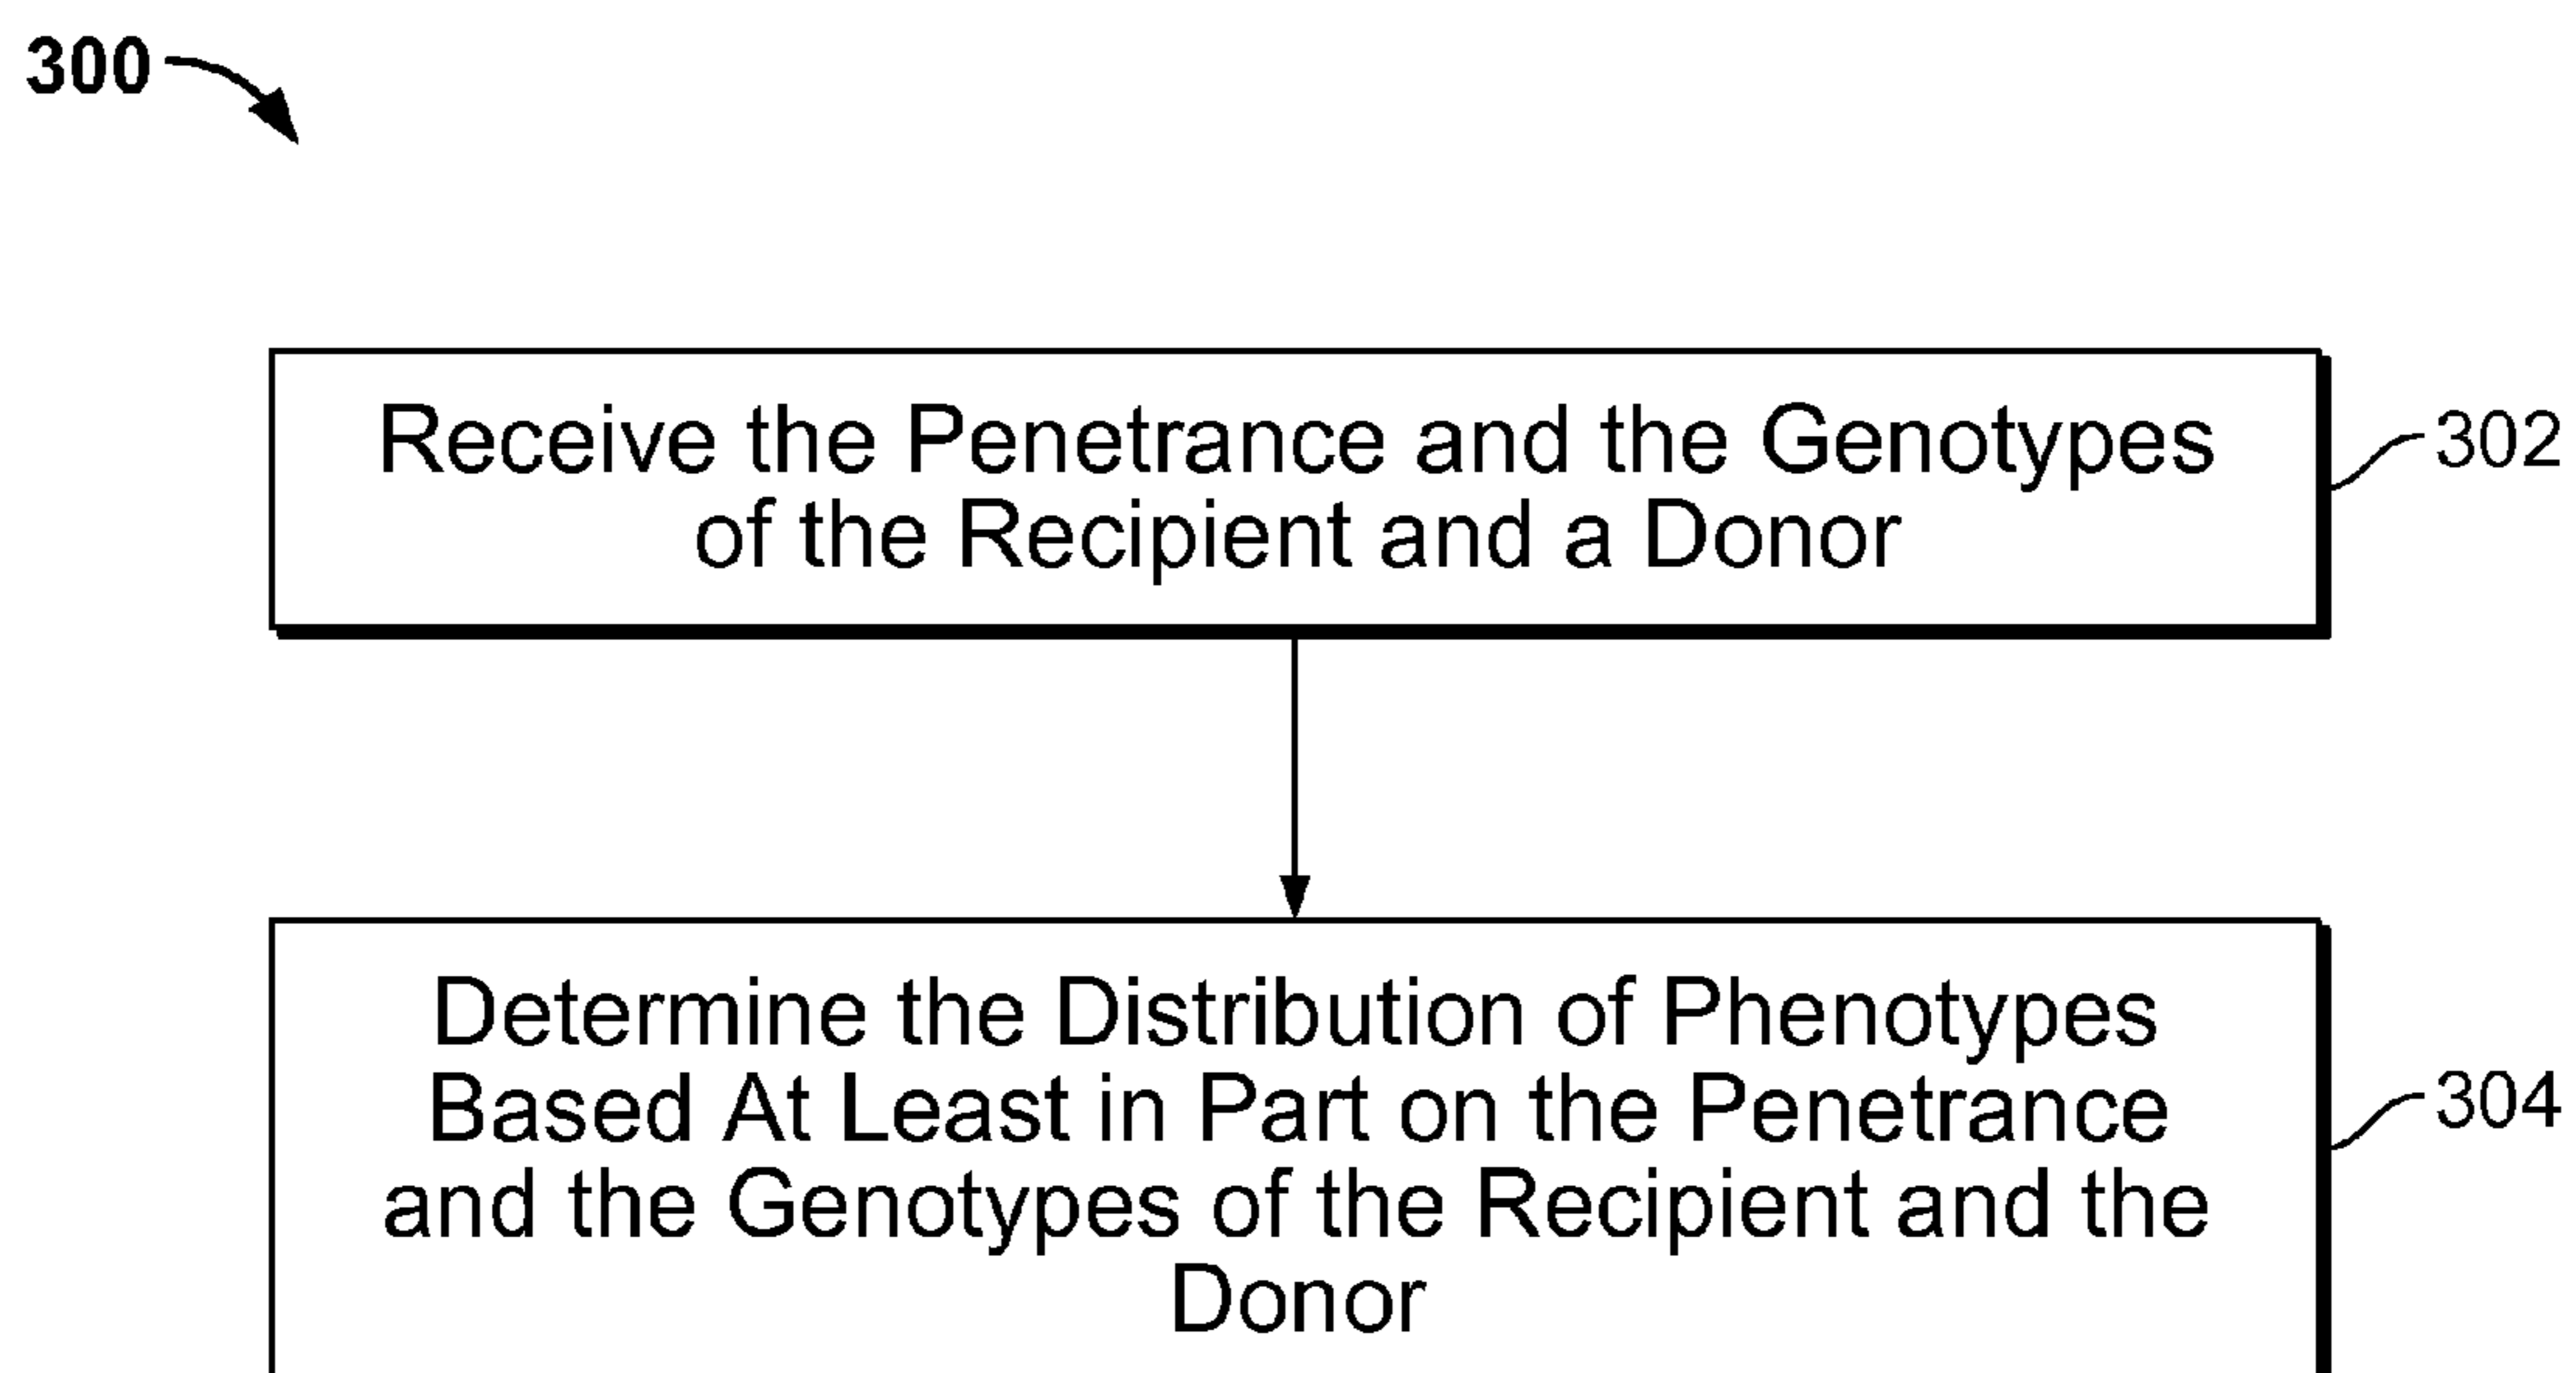 300
Receive the Penetrance and the Genotypes
of the Recipient and a Donor
302
Determine the Distribution of Phenotypes
Based At Least in Part on the Penetrance
and the Genotypes of the Recipient and the
Donor
304